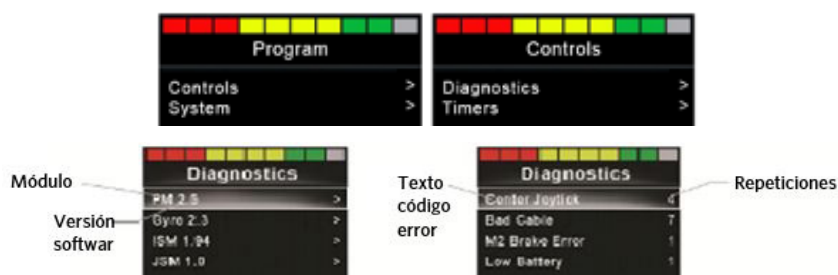 Program
Controls >
System >
Controls
Diagnostics >
Timers >
Módulo
Versión
softwar
Diagnostics
PM 2.5 >
Gyro 2.3 >
ISM 1.94 >
JSM 1.0 >
Texto
código
error
Diagnostics
Center Joytick 4
Bad Cable 7
M2 Brake Error 1
Low Battery 1
Repeticiones